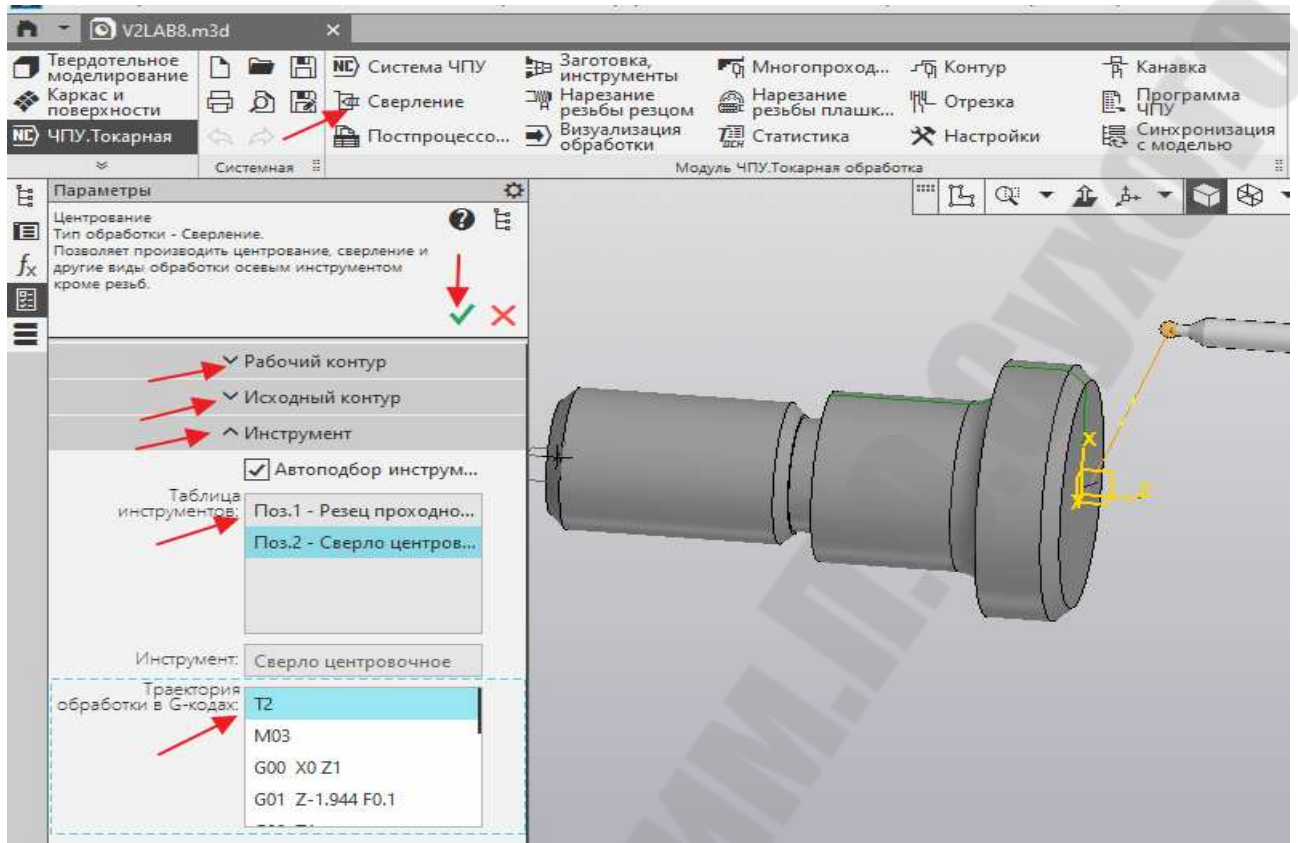 V2LAB8.m3d ×
Твердотельное
моделирование
Каркас и
поверхности
NC ЧПУ.Токарная
Системная
NC Система ЧПУ
Сверление
Постпроцессо...
Заготовка,
инструменты
Нарезание
резьбы резцом
Визуализация
обработки
Многопроход...
Нарезание
резьбы плашк...
Статистика
Контур
Отрезка
Настройки
Канавка
Программа
ЧПУ
Синхронизация
с моделью
Модуль ЧПУ.Токарная обработка
Параметры
Центрование
Тип обработки - Сверление.
Позволяет производить центрование, сверление и
другие виды обработки осевым инструментом
кроме резьб.
Рабочий контур
Исходный контур
Инструмент
Автоподбор инструм...
Таблица
инструментов:
Поз.1 - Резец проходно...
Поз.2 - Сверло центров...
Инструмент: Сверло центровочное
Траектория
обработки в G-кодах:
T2
M03
G00 X0 Z1
G01 Z-1.944 F0.1
X